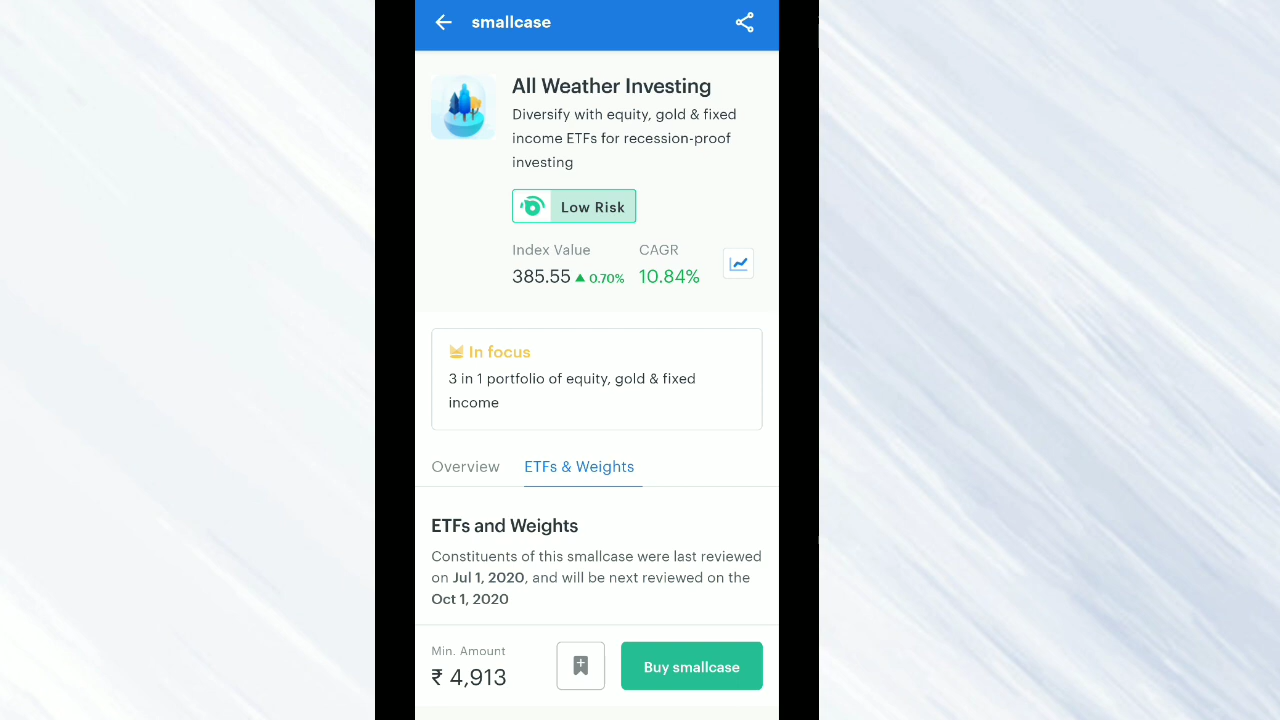 smallcase
All Weather Investing
Diversify with equity, gold & fixed
income ETFs for recession-proof
investing
Low Risk
Index Value CAGR
385.55 ▲ 0.70% 10.84%
In focus
3 in 1 portfolio of equity, gold & fixed
income
Overview ETFs & Weights
ETFs and Weights
Constituents of this smallcase were last reviewed
on Jul 1, 2020, and will be next reviewed on the
Oct 1, 2020
Min. Amount
₹ 4,913
Buy smallcase